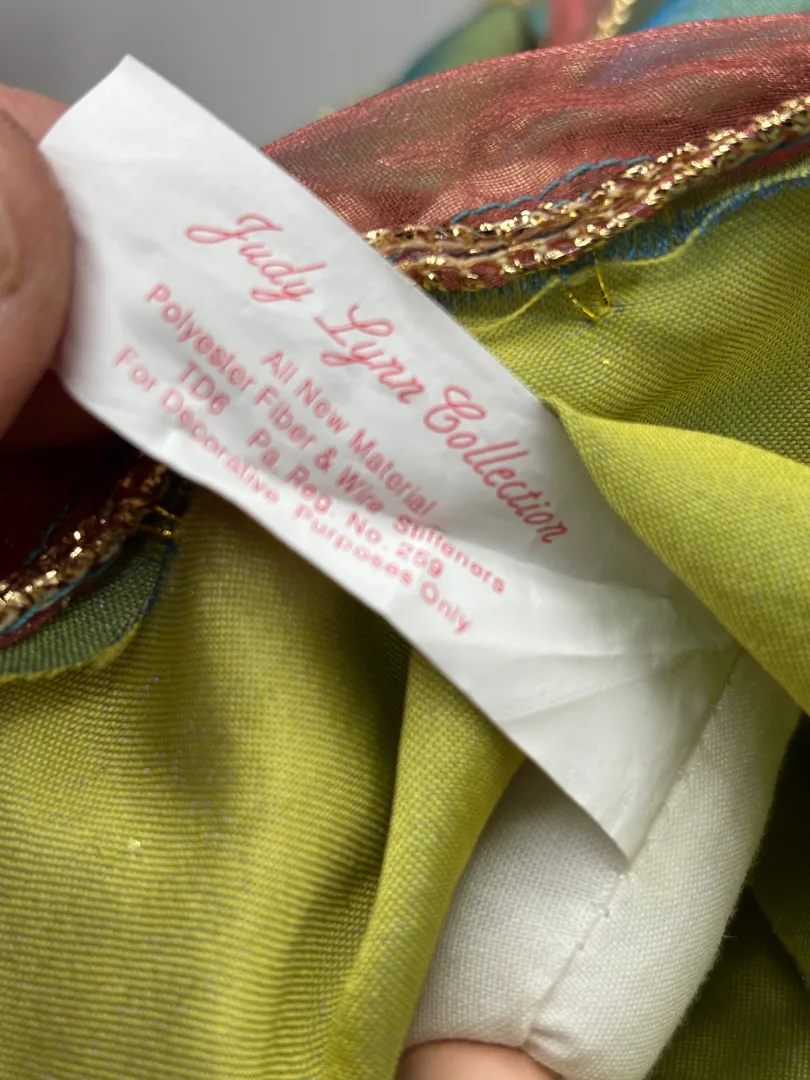 Judy Lynn Collection
All New Material
Polyester Fiber & Wire Stiffeners
TD6 Pa. Reg. No. 259
For Decorative Purposes Only